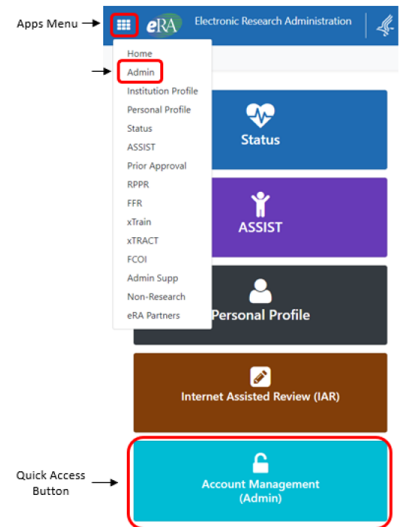 Apps Menu
eRA
Electronic Research Administration
Home
Admin
Institution Profile
Personal Profile
Status
ASSIST
Prior Approval
RPPR
FFR
xTrain
xTRACT
FCOI
Admin Supp
Non-Research
eRA Partners
Status
ASSIST
Personal Profile
Internet Assisted Review (IAR)
Quick Access
Button
Account Management
(Admin)